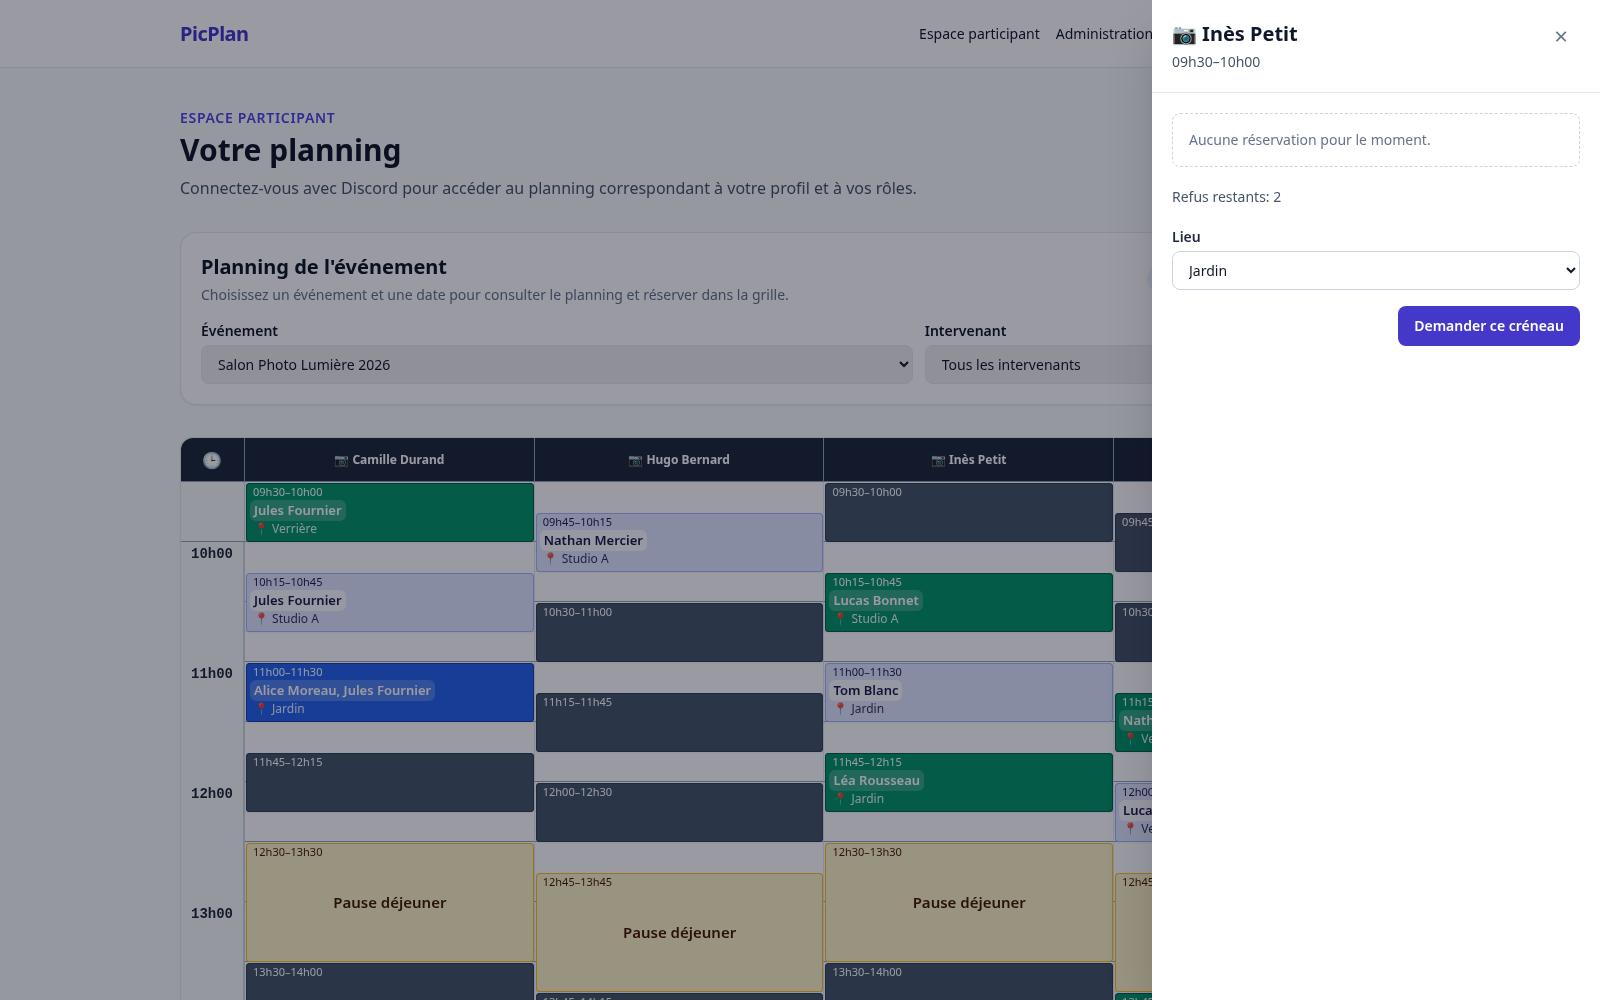 PicPlan
Espace participant
Administration
ESPACE PARTICIPANT
Votre planning
Connectez-vous avec Discord pour accéder au planning correspondant à votre profil et à vos rôles.
Planning de l'événement
Choisissez un événement et une date pour consulter le planning et réserver dans la grille.
Événement
Salon Photo Lumière 2026
Intervenant
Tous les intervenants
Camille Durand
Hugo Bernard
Inès Petit
10h00
11h00
12h00
13h00
09h30–10h00
Jules Fournier
Verrière
10h15–10h45
Jules Fournier
Studio A
11h00–11h30
Alice Moreau, Jules Fournier
Jardin
11h45–12h15
12h30–13h30
Pause déjeuner
13h30–14h00
09h45–10h15
Nathan Mercier
Studio A
10h30–11h00
11h15–11h45
12h00–12h30
12h45–13h45
Pause déjeuner
09h30–10h00
10h15–10h45
Lucas Bonnet
Studio A
11h00–11h30
Tom Blanc
Jardin
11h45–12h15
Léa Rousseau
Jardin
12h30–13h30
Pause déjeuner
13h30–14h00
Inès Petit
09h30–10h00
×
Aucune réservation pour le moment.
Refus restants: 2
Lieu
Jardin
Demander ce créneau